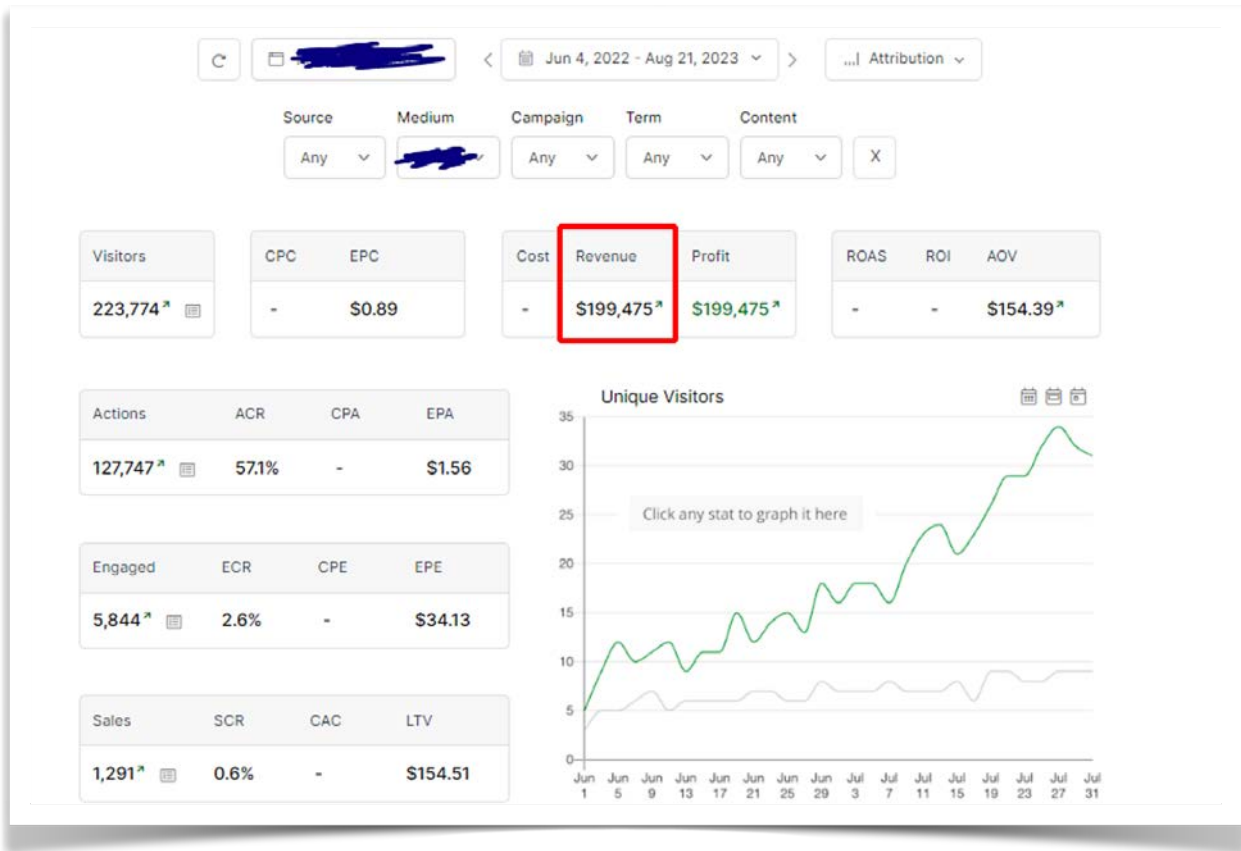 Jun 4, 2022 - Aug 21, 2023
...| Attribution
Source Medium Campaign Term Content
Any Any Any Any X
Visitors CPC EPC Cost Revenue Profit ROAS ROI AOV
223,774 - $0.89 - $199,475 $199,475 - - $154.39
Actions ACR CPA EPA
127,747 57.1% - $1.56
Engaged ECR CPE EPE
5,844 2.6% - $34.13
Sales SCR CAC LTV
1,291 0.6% - $154.51
Unique Visitors
35
30
25
20
15
10
5
0
Click any stat to graph it here
Jun 1 Jun 5 Jun 9 Jun 13 Jun 17 Jun 21 Jun 25 Jun 29 Jul 3 Jul 7 Jul 11 Jul 15 Jul 19 Jul 23 Jul 27 Jul 31